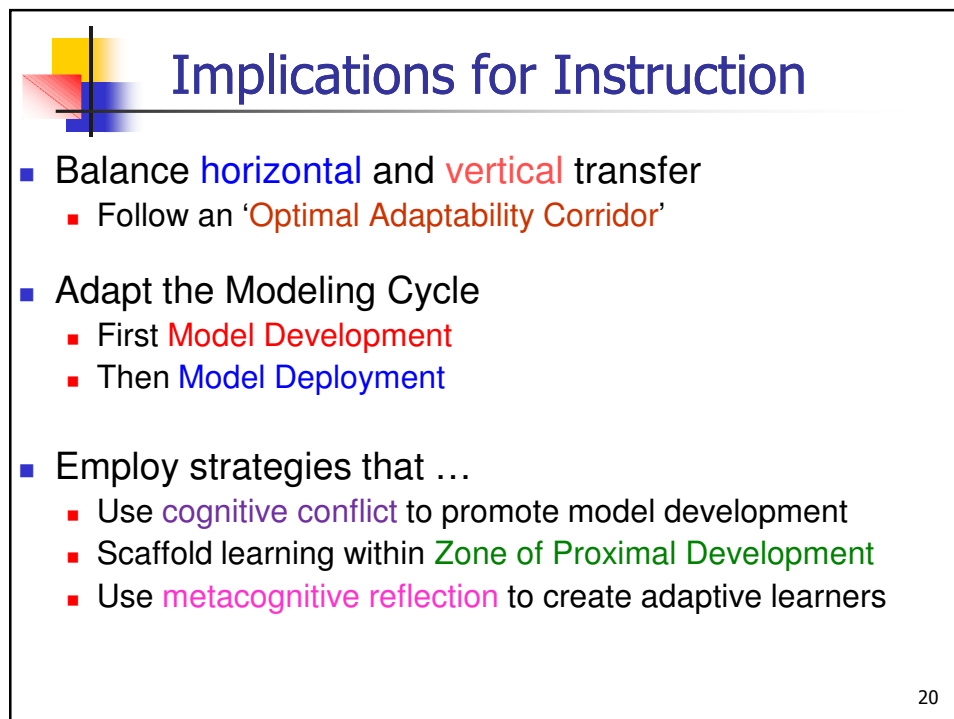 Implications for Instruction
Balance horizontal and vertical transfer
Follow an ‘Optimal Adaptability Corridor’
Adapt the Modeling Cycle
First Model Development
Then Model Deployment
Employ strategies that …
Use cognitive conflict to promote model development
Scaffold learning within Zone of Proximal Development
Use metacognitive reflection to create adaptive learners
20